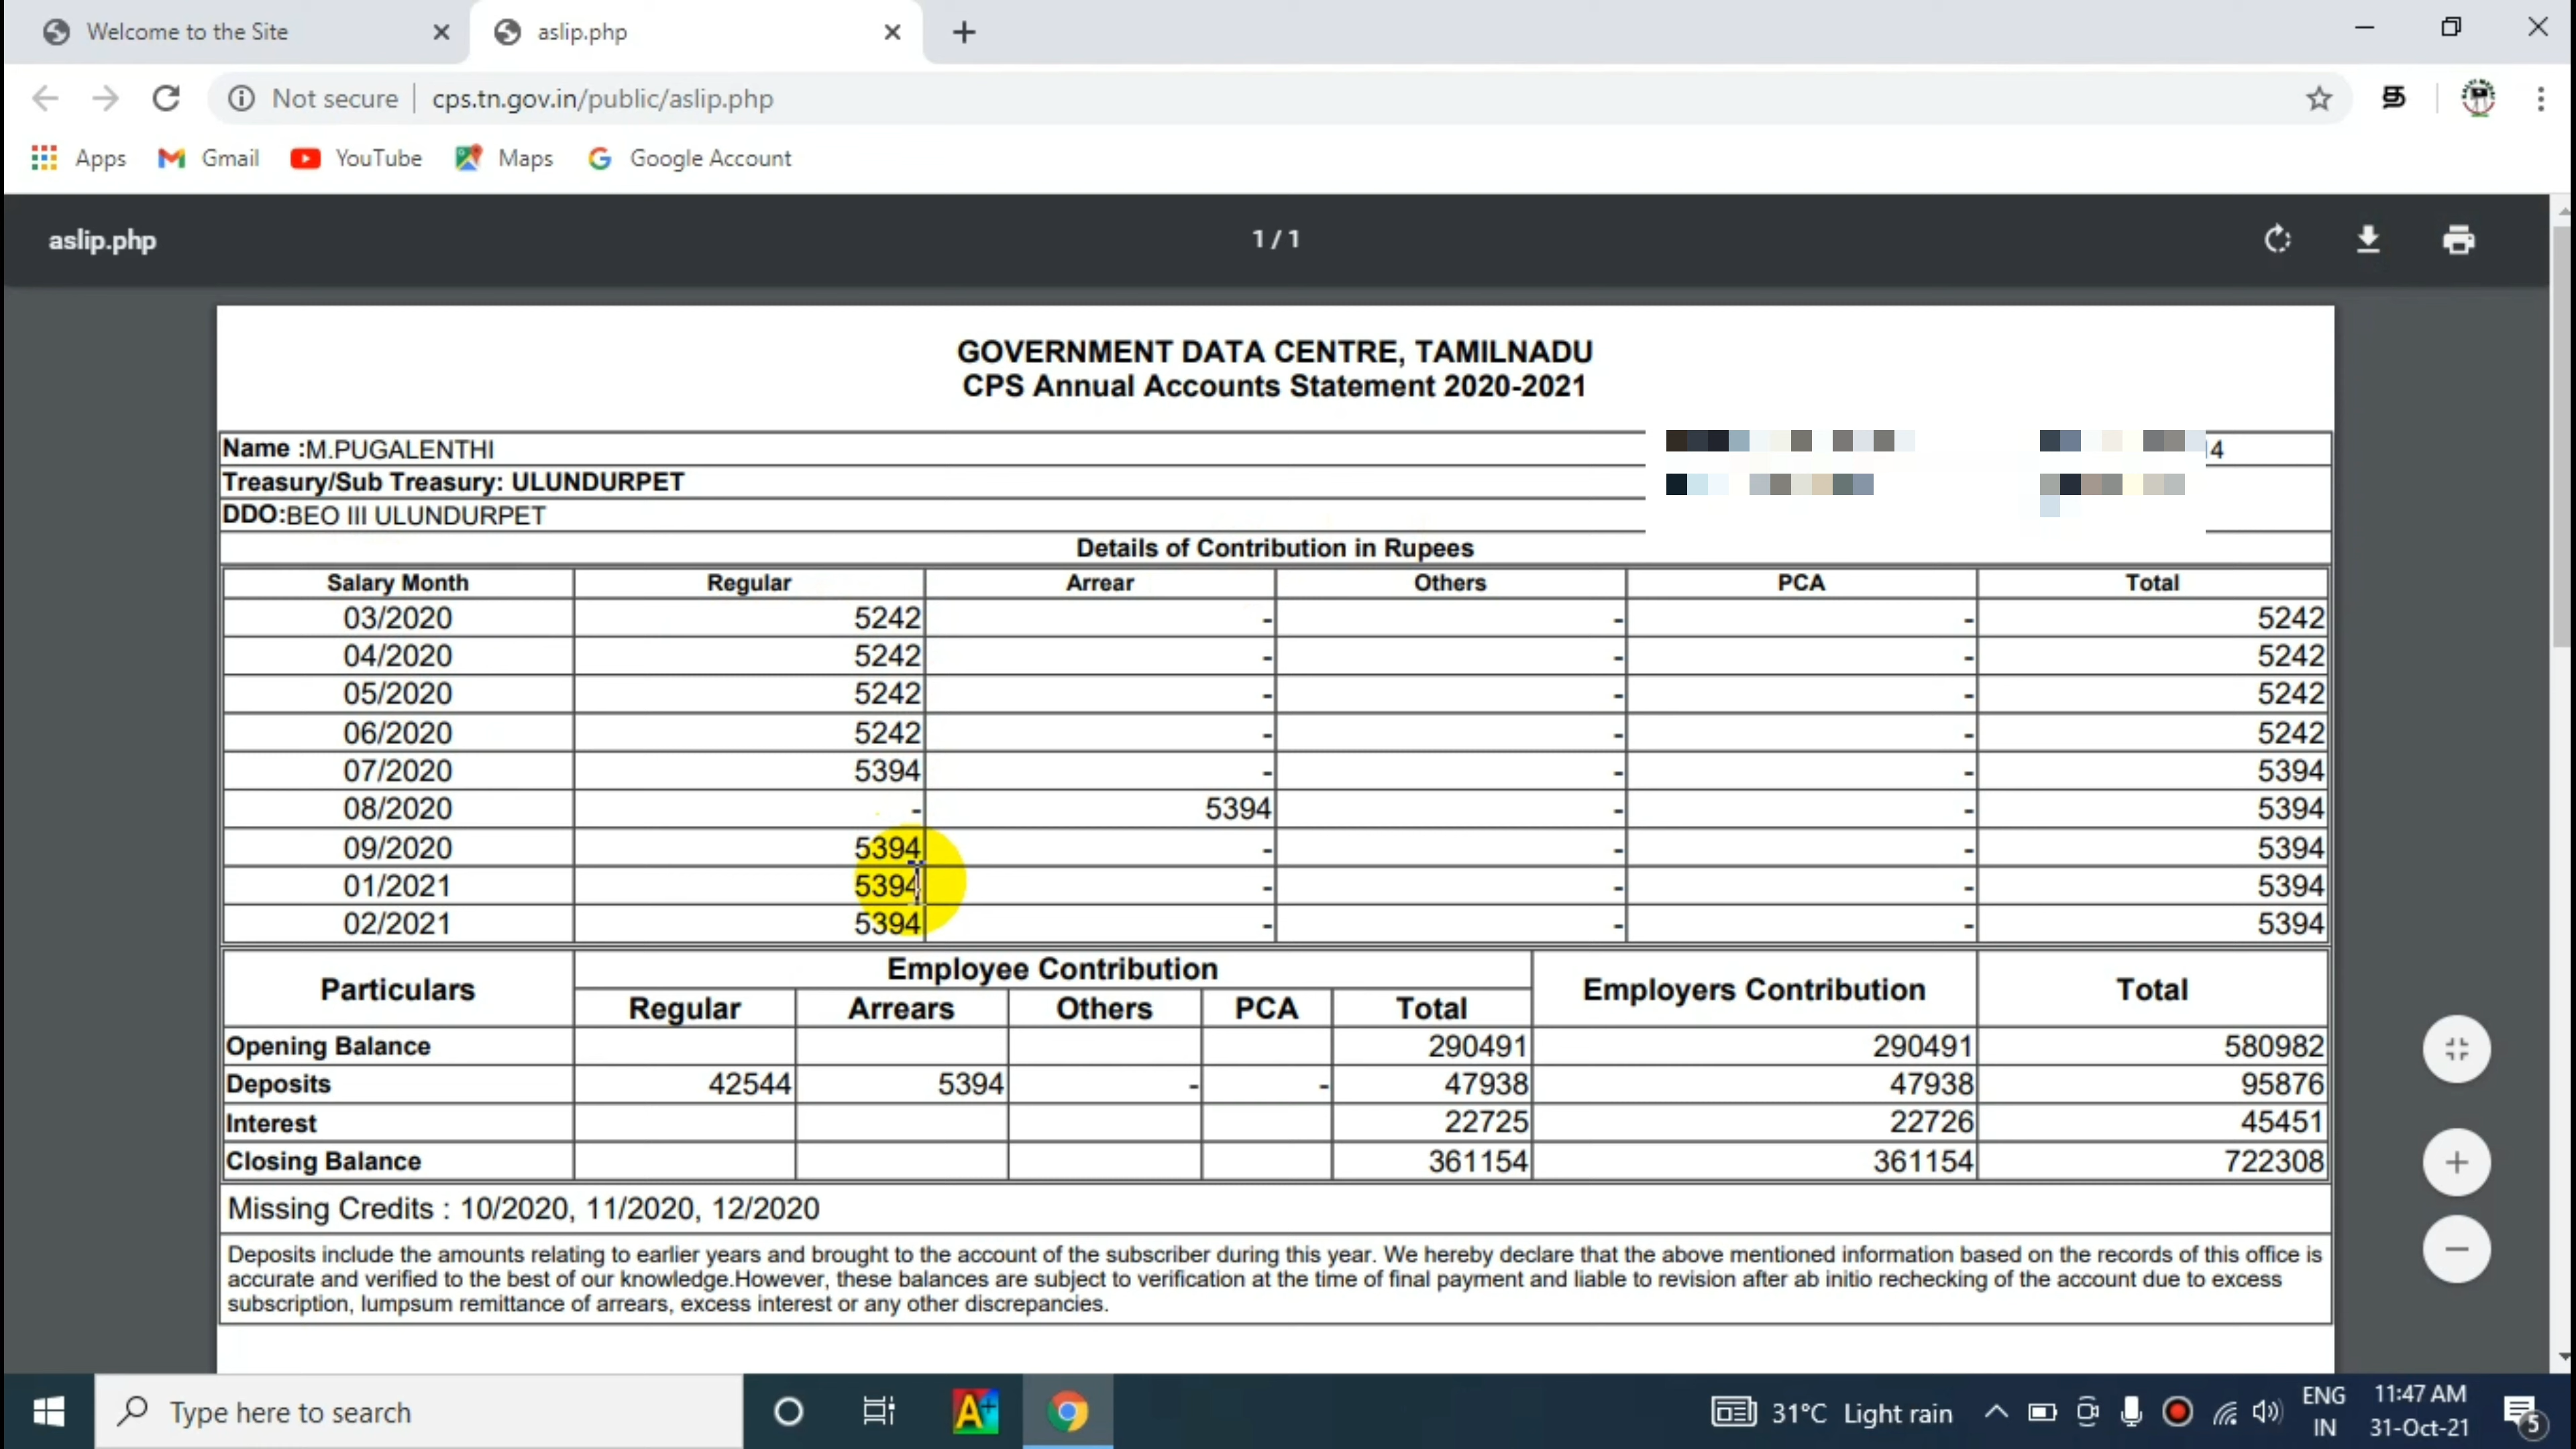 Welcome to the Site
aslip.php
Not secure cps.tn.gov.in/public/aslip.php த
Apps Gmail YouTube Maps Google Account
aslip.php 1 / 1
GOVERNMENT DATA CENTRE, TAMILNADU
CPS Annual Accounts Statement 2020-2021
Name :M.PUGALENTHI 14
Treasury/Sub Treasury: ULUNDURPET
DDO:BEO III ULUNDURPET
Details of Contribution in Rupees
Salary Month Regular Arrear Others PCA Total
03/2020 5242 - - - 5242
04/2020 5242 - - - 5242
05/2020 5242 - - - 5242
06/2020 5242 - - - 5242
07/2020 5394 - - - 5394
08/2020 - 5394 - - 5394
09/2020 5394 - - - 5394
01/2021 5394 - - - 5394
02/2021 5394 - - - 5394
Particulars Employee Contribution Employers Contribution Total
Regular Arrears Others PCA Total
Opening Balance 290491 290491 580982
Deposits 42544 5394 - - 47938 47938 95876
Interest 22725 22726 45451
Closing Balance 361154 361154 722308
Missing Credits : 10/2020, 11/2020, 12/2020
Deposits include the amounts relating to earlier years and brought to the account of the subscriber during this year. We hereby declare that the above mentioned information based on the records of this office is
accurate and verified to the best of our knowledge.However, these balances are subject to verification at the time of final payment and liable to revision after ab initio rechecking of the account due to excess
subscription, lumpsum remittance of arrears, excess interest or any other discrepancies.
Type here to search A+ 31°C Light rain ENG 11:47 AM
IN 31-Oct-21 5